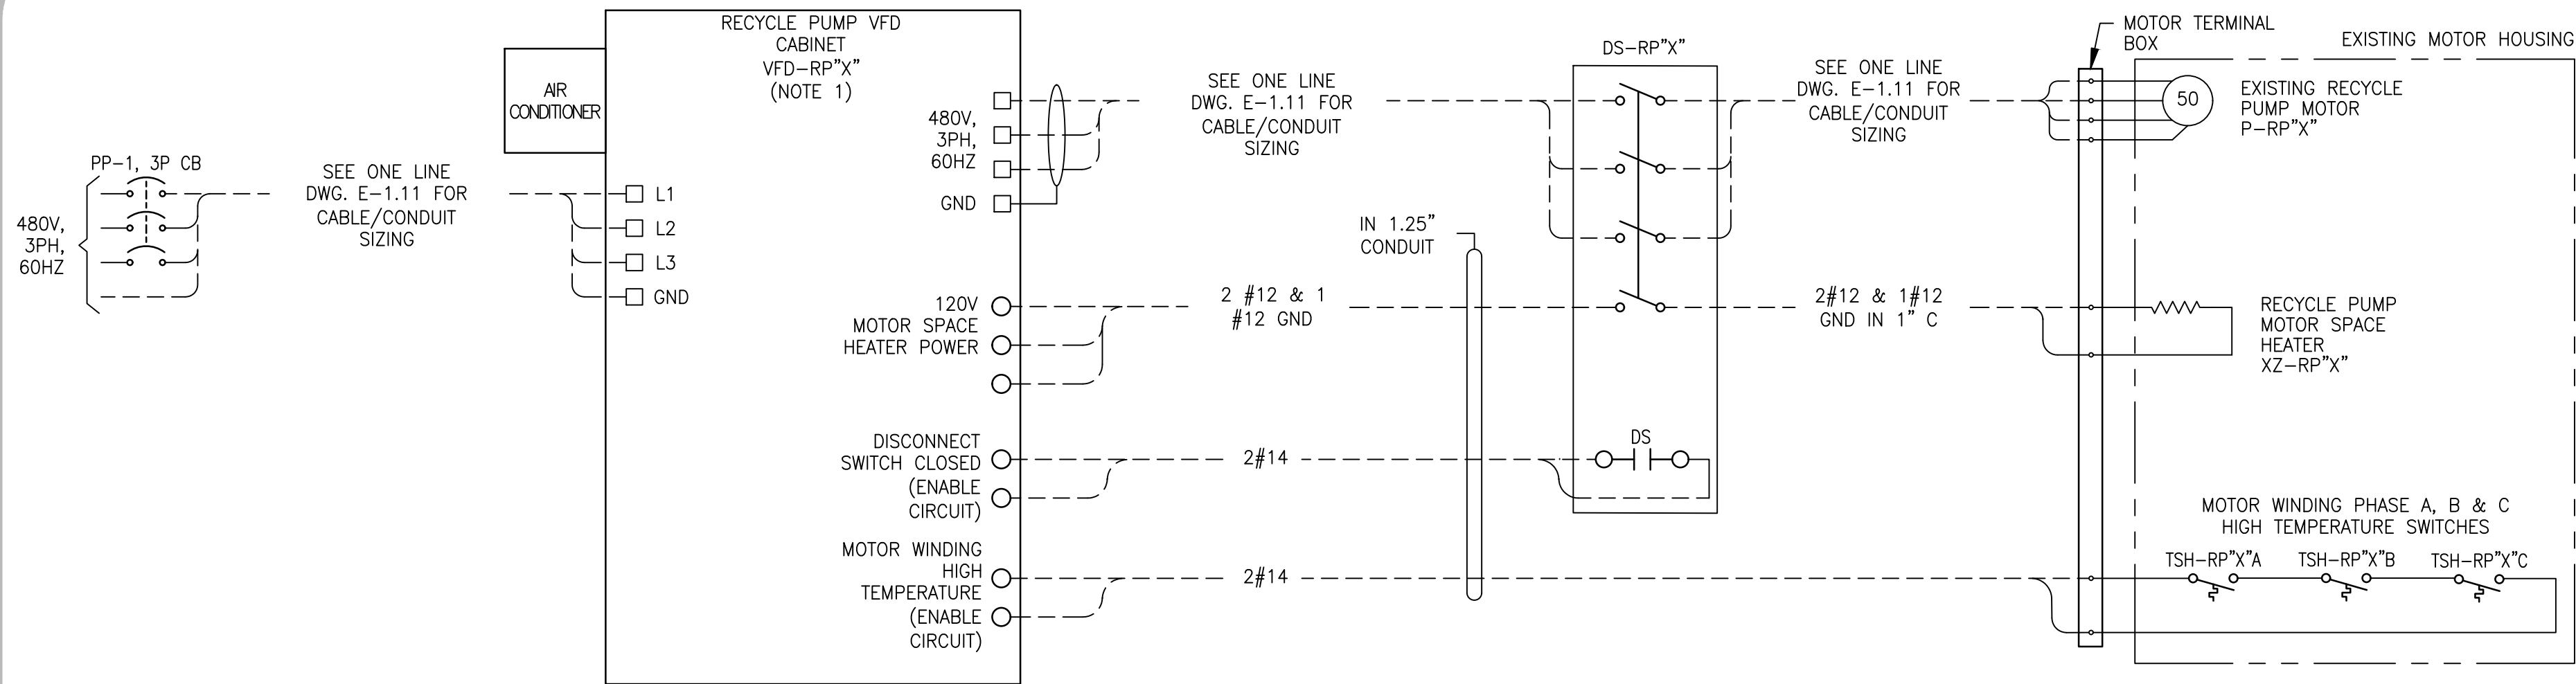 RECYCLE PUMP VFD
CABINET
VFD-RP"X"
(NOTE 1)
AIR
CONDITIONER
PP-1, 3P CB
480V,
3PH,
60HZ
SEE ONE LINE
DWG. E-1.11 FOR
CABLE/CONDUIT
SIZING
L1
L2
L3
GND
480V,
3PH,
60HZ
GND
120V
MOTOR SPACE
HEATER POWER
DISCONNECT
SWITCH CLOSED
(ENABLE
CIRCUIT)
MOTOR WINDING
HIGH
TEMPERATURE
(ENABLE
CIRCUIT)
SEE ONE LINE
DWG. E-1.11 FOR
CABLE/CONDUIT
SIZING
2 #12 & 1
#12 GND
2#14
2#14
IN 1.25"
CONDUIT
DS-RP"X"
DS
SEE ONE LINE
DWG. E-1.11 FOR
CABLE/CONDUIT
SIZING
2#12 & 1#12
GND IN 1" C
MOTOR TERMINAL
BOX
EXISTING MOTOR HOUSING
50
EXISTING RECYCLE
PUMP MOTOR
P-RP"X"
RECYCLE PUMP
MOTOR SPACE
HEATER
XZ-RP"X"
MOTOR WINDING PHASE A, B & C
HIGH TEMPERATURE SWITCHES
TSH-RP"X"A
TSH-RP"X"B
TSH-RP"X"C